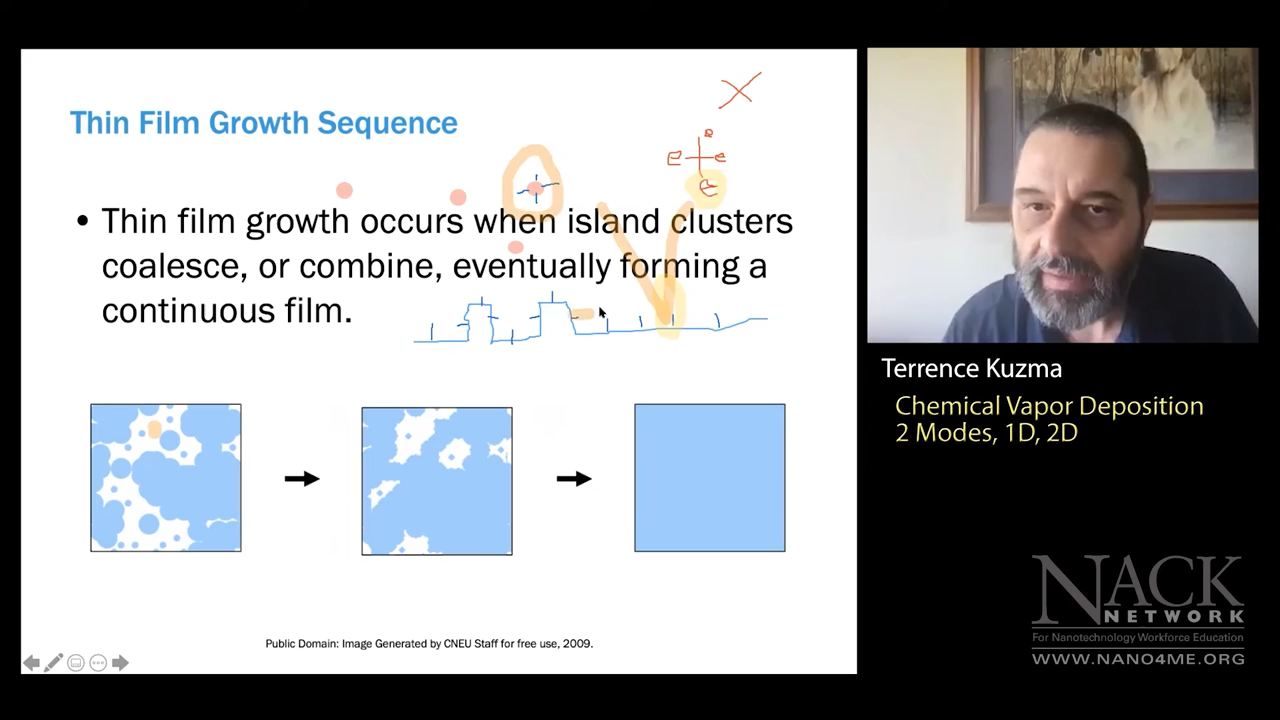 Thin Film Growth Sequence
• Thin film growth occurs when island clusters
coalesce, or combine, eventually forming a
continuous film.
Public Domain: Image Generated by CNEU Staff for free use, 2009.
Terrence Kuzma
Chemical Vapor Deposition
2 Modes, 1D, 2D
NACK
NETWORK
For Nanotechnology Workforce Education
WWW.NANO4ME.ORG